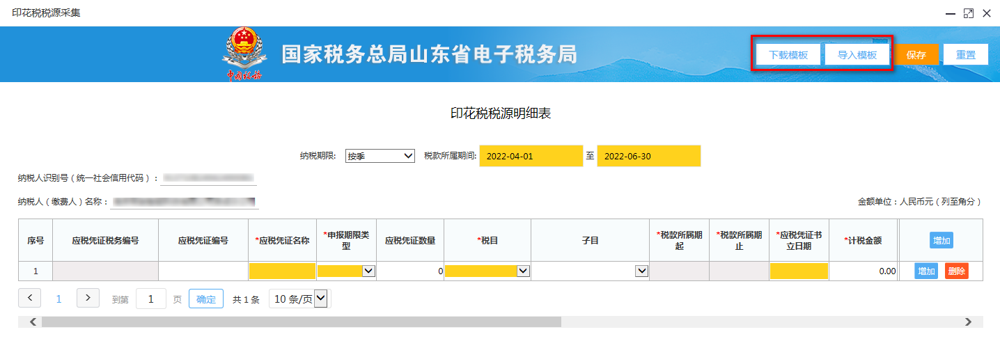 印花税税源采集
中国税务
国家税务总局山东省电子税务局
下载模板 导入模板 保存 重置
印花税税源明细表
纳税期限: 按季 税款所属期间: 2022-04-01 至 2022-06-30
纳税人识别号（统一社会信用代码）：
纳税人（缴费人）名称： 金额单位：人民币元（列至角分）
序号 应税凭证税务编号 应税凭证编号 *应税凭证名称 *申报期限类型 应税凭证数量 *税目 子目 *税款所属期起 *税款所属期止 *应税凭证书立日期 *计税金额 增加
1 0 0.00 增加 删除
1 到第 1 页 确定 共 1 条 10 条/页